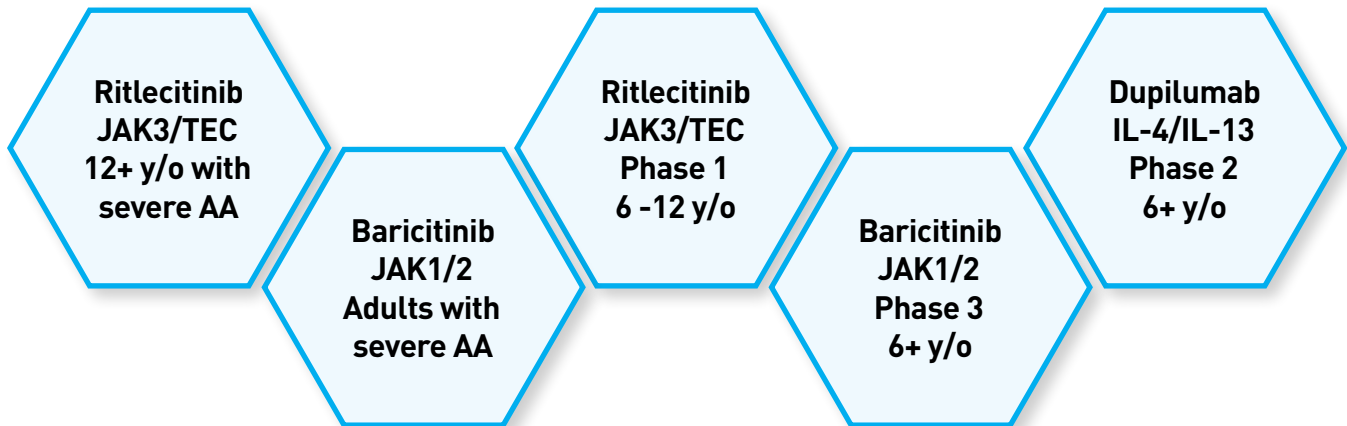 Ritlecitinib
JAK3/TEC
12+ y/o with
severe AA
Baricitinib
JAK1/2
Adults with
severe AA
Ritlecitinib
JAK3/TEC
Phase 1
6 -12 y/o
Baricitinib
JAK1/2
Phase 3
6+ y/o
Dupilumab
IL-4/IL-13
Phase 2
6+ y/o